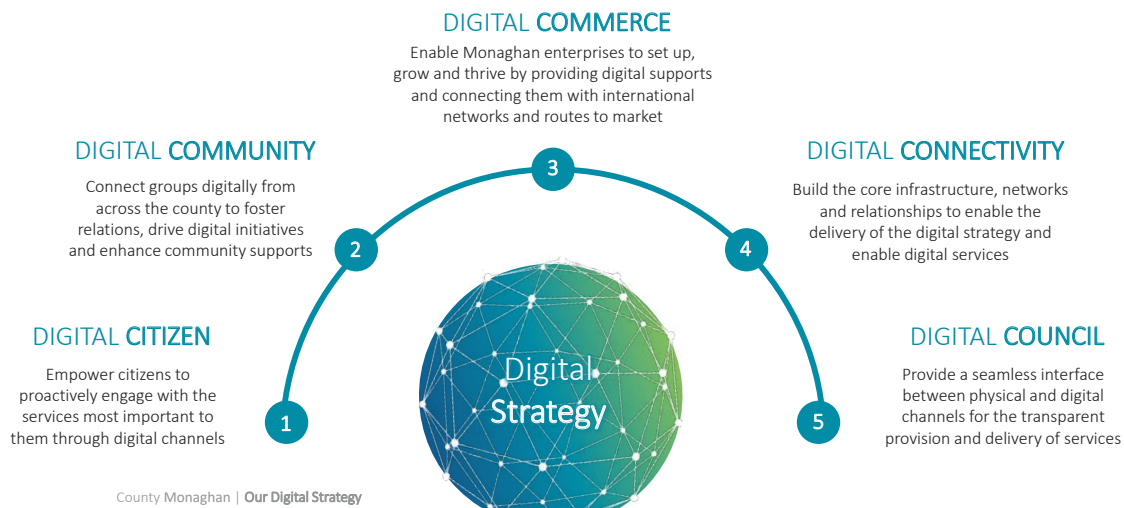 DIGITAL COMMERCE
Enable Monaghan enterprises to set up,
grow and thrive by providing digital supports
and connecting them with international
networks and routes to market
DIGITAL COMMUNITY
Connect groups digitally from
across the county to foster
relations, drive digital initiatives
and enhance community supports
DIGITAL CONNECTIVITY
Build the core infrastructure, networks
and relationships to enable the
delivery of the digital strategy and
enable digital services
3
2
4
DIGITAL CITIZEN
Empower citizens to
proactively engage with the
services most important to
them through digital channels
1
Digital
Strategy
5
DIGITAL COUNCIL
Provide a seamless interface
between physical and digital
channels for the transparent
provision and delivery of services
County Monaghan | Our Digital Strategy